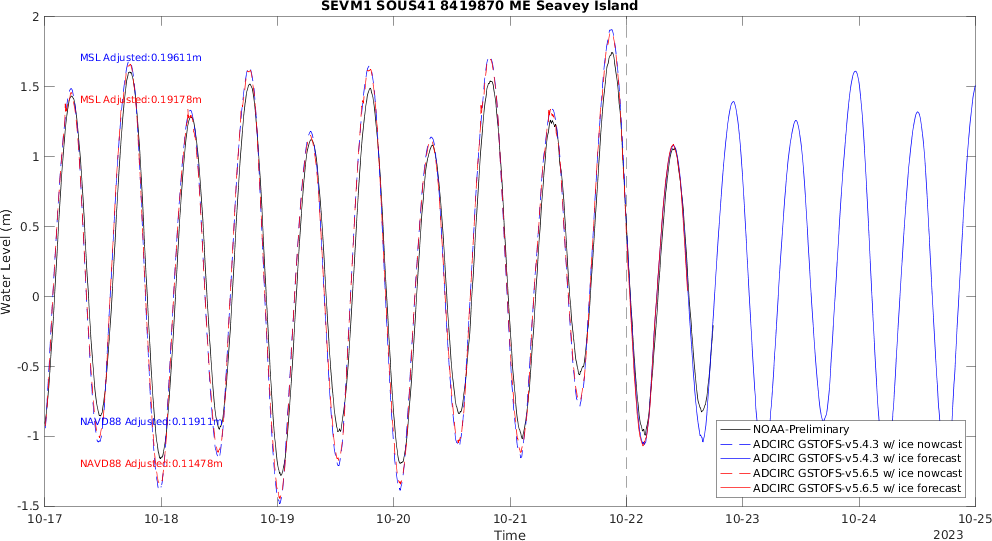 SEVM1 SOUS41 8419870 ME Seavey Island
2
MSL Adjusted:0.19611m
1.5
MSL Adjusted:0.19178m
1
0.5
Water Level (m)
0
-0.5
NAVD88 Adjusted:0.11911m
-1
NAVD88 Adjusted:0.11478m
-1.5
NOAA-Preliminary
ADCIRC GSTOFS-v5.4.3 w/ ice nowcast
ADCIRC GSTOFS-v5.4.3 w/ ice forecast
ADCIRC GSTOFS-v5.6.5 w/ ice nowcast
ADCIRC GSTOFS-v5.6.5 w/ ice forecast
10-17 10-18 10-19 10-20 10-21 10-22 10-23 10-24 10-25
Time
2023